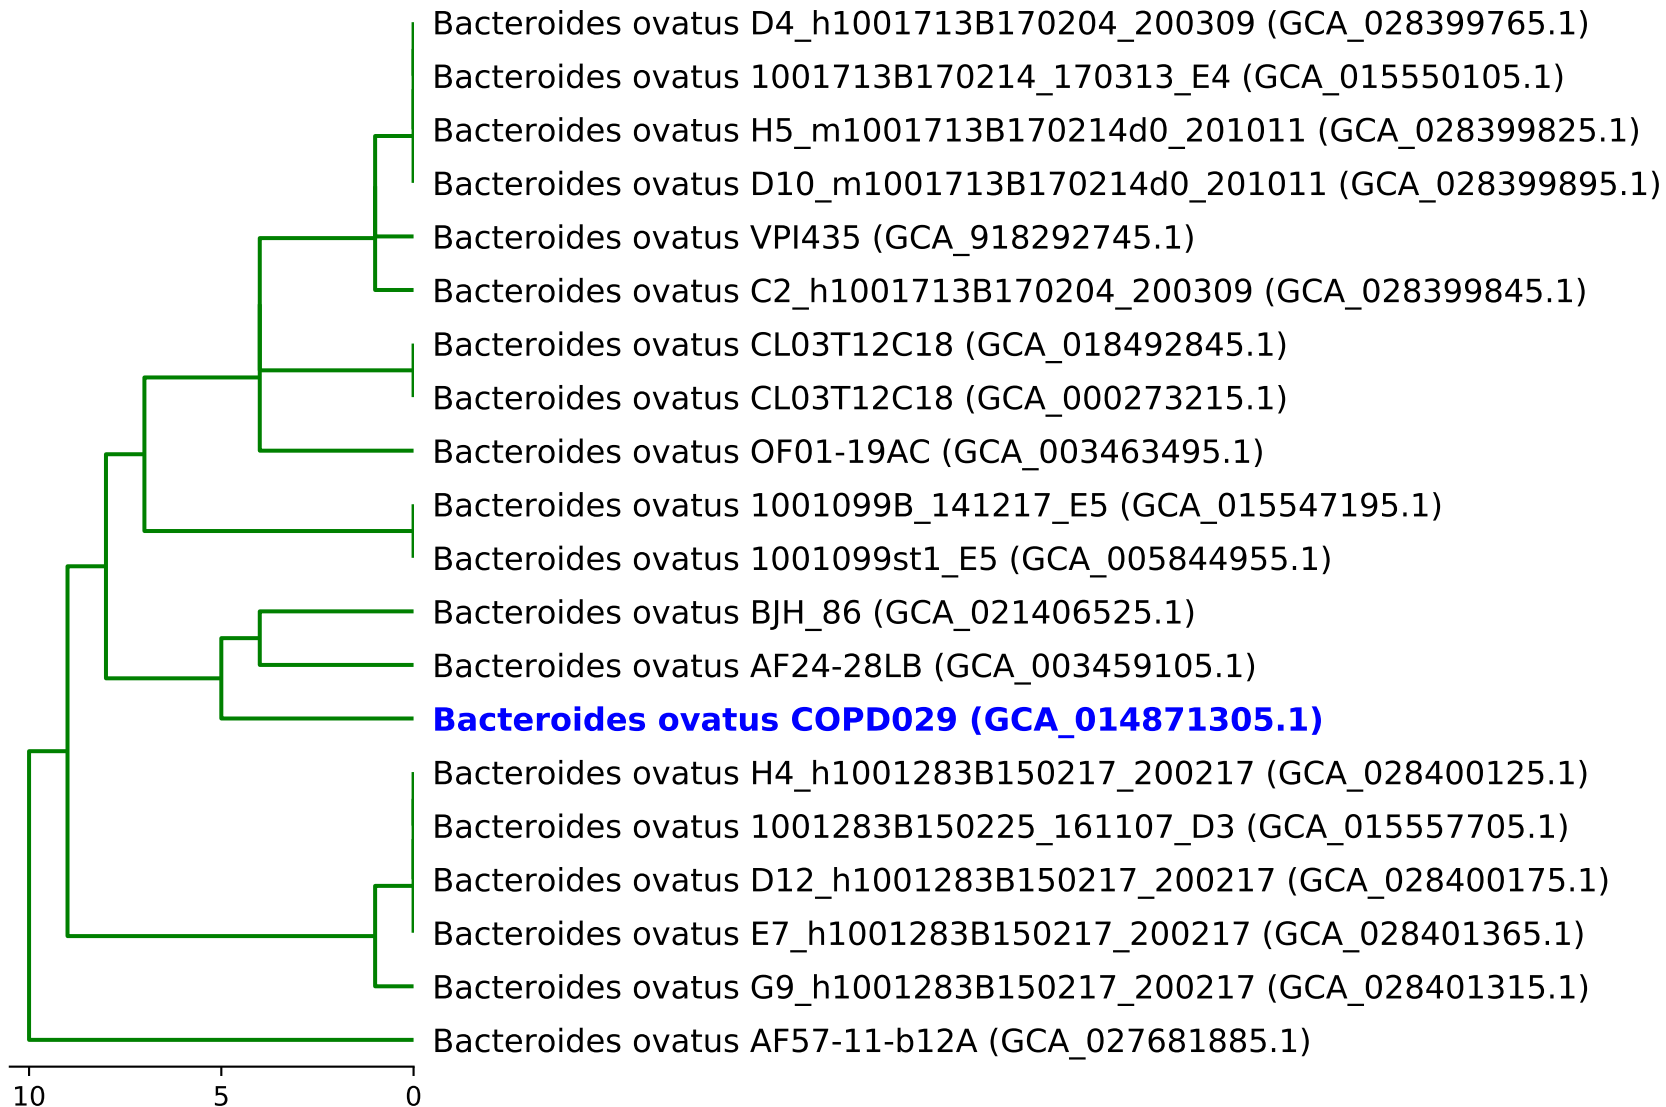 Bacteroides ovatus D4_h1001713B170204_200309 (GCA_028399765.1)
Bacteroides ovatus 1001713B170214_170313_E4 (GCA_015550105.1)
Bacteroides ovatus H5_m1001713B170214d0_201011 (GCA_028399825.1)
Bacteroides ovatus D10_m1001713B170214d0_201011 (GCA_028399895.1)
Bacteroides ovatus VPI435 (GCA_918292745.1)
Bacteroides ovatus C2_h1001713B170204_200309 (GCA_028399845.1)
Bacteroides ovatus CL03T12C18 (GCA_018492845.1)
Bacteroides ovatus CL03T12C18 (GCA_000273215.1)
Bacteroides ovatus OF01-19AC (GCA_003463495.1)
Bacteroides ovatus 1001099B_141217_E5 (GCA_015547195.1)
Bacteroides ovatus 1001099st1_E5 (GCA_005844955.1)
Bacteroides ovatus BJH_86 (GCA_021406525.1)
Bacteroides ovatus AF24-28LB (GCA_003459105.1)
Bacteroides ovatus COPD029 (GCA_014871305.1)
Bacteroides ovatus H4_h1001283B150217_200217 (GCA_028400125.1)
Bacteroides ovatus 1001283B150225_161107_D3 (GCA_015557705.1)
Bacteroides ovatus D12_h1001283B150217_200217 (GCA_028400175.1)
Bacteroides ovatus E7_h1001283B150217_200217 (GCA_028401365.1)
Bacteroides ovatus G9_h1001283B150217_200217 (GCA_028401315.1)
Bacteroides ovatus AF57-11-b12A (GCA_027681885.1)
10 5 0